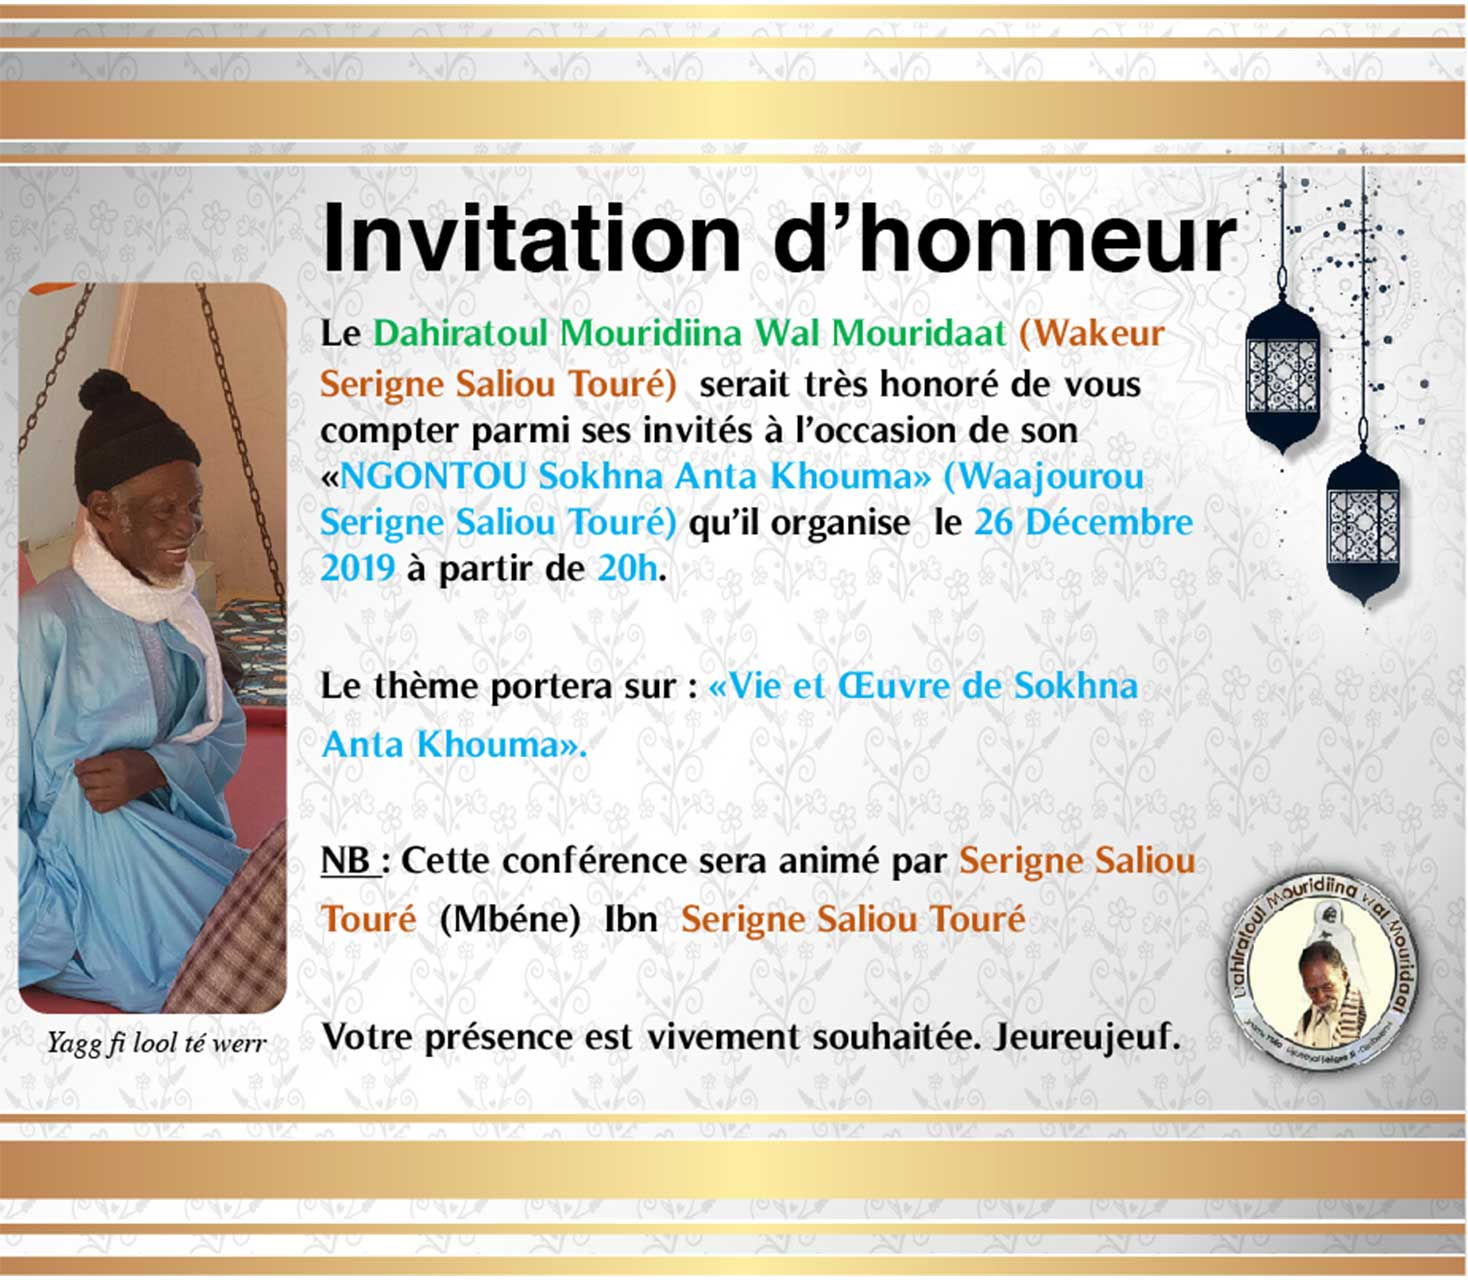 Invitation d’honneur
Le Dahiratoul Mouridiina Wal Mouridaat (Wakeur
Serigne Saliou Touré) serait très honoré de vous
compter parmi ses invités à l’occasion de son
«NGONTOU Sokhna Anta Khouma» (Waajourou
Serigne Saliou Touré) qu’il organise le 26 Décembre
2019 à partir de 20h.
Le thème portera sur : «Vie et Œuvre de Sokhna
Anta Khouma».
NB : Cette conférence sera animé par Serigne Saliou
Touré (Mbéne) Ibn Serigne Saliou Touré
Votre présence est vivement souhaitée. Jeureujeuf.
Yagg fi lool té werr
Dahiratoul Mouridiina Wal Mouridaat